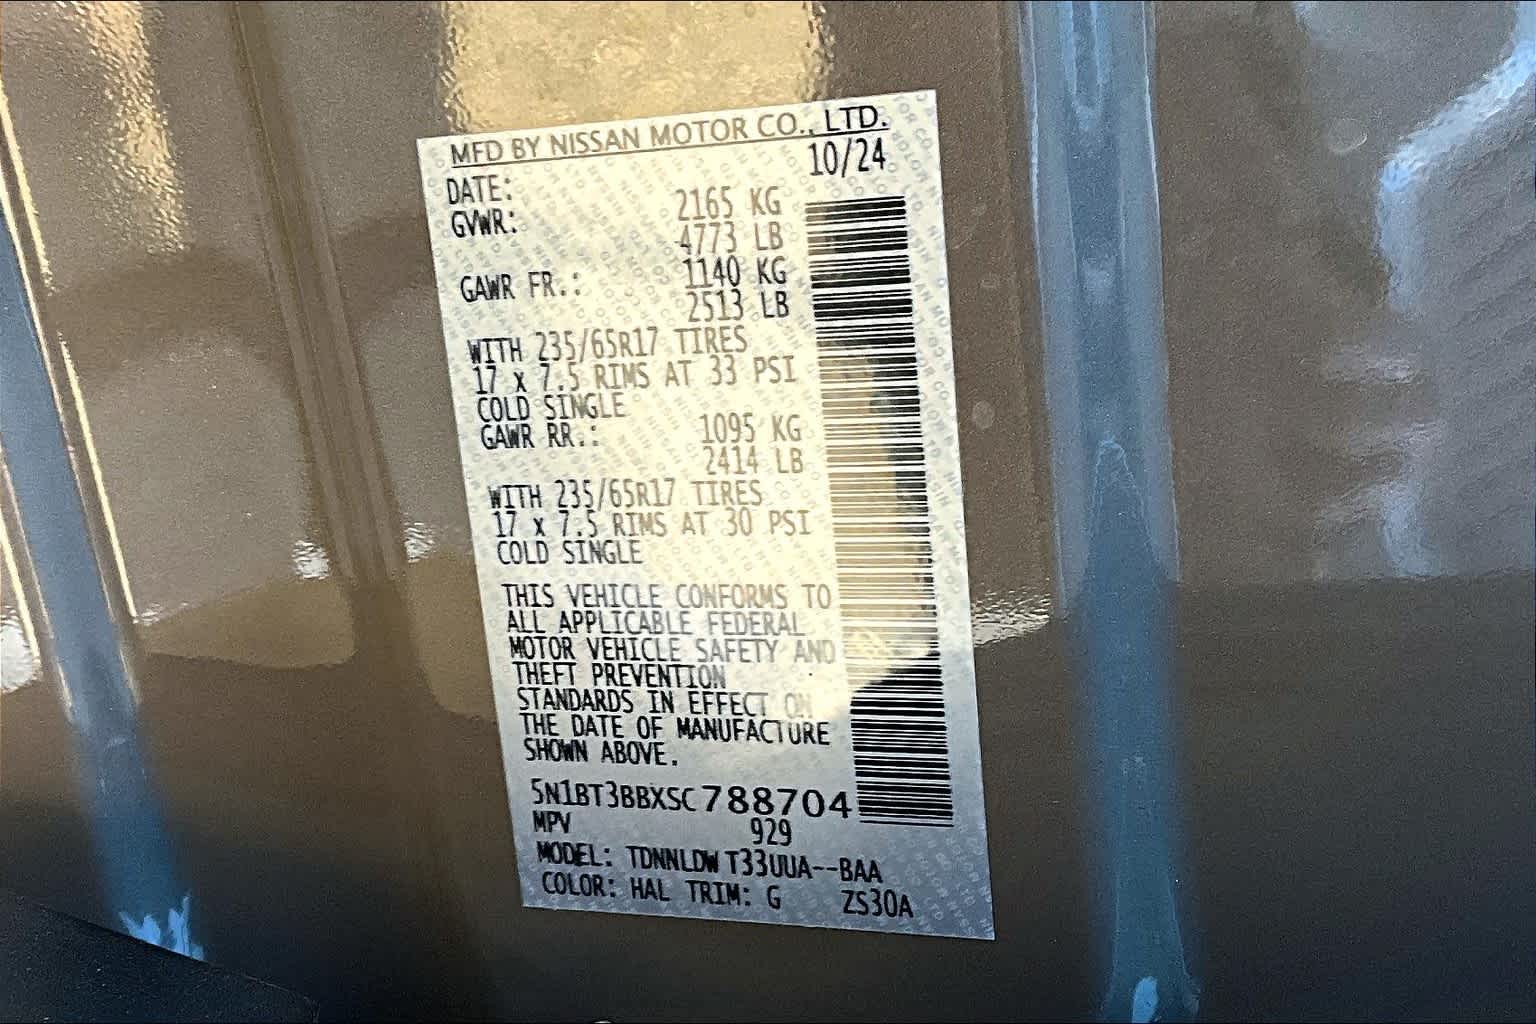 MFD BY NISSAN MOTOR CO., LTD.
DATE: 10/24
GVWR: 2165 KG
4773 LB
GAWR FR.: 1140 KG
2513 LB
WITH 235/65R17 TIRES
17 x 7.5 RIMS AT 33 PSI
COLD SINGLE
GAWR RR.: 1095 KG
2414 LB
WITH 235/65R17 TIRES
17 x 7.5 RIMS AT 30 PSI
COLD SINGLE
THIS VEHICLE CONFORMS TO
ALL APPLICABLE FEDERAL
MOTOR VEHICLE SAFETY AND
THEFT PREVENTION
STANDARDS IN EFFECT ON
THE DATE OF MANUFACTURE
SHOWN ABOVE.
5N1BT3BBXSC788704
MPV 929
MODEL: TDNNLDW T33UUA--BAA
COLOR: HAL TRIM: G ZS30A